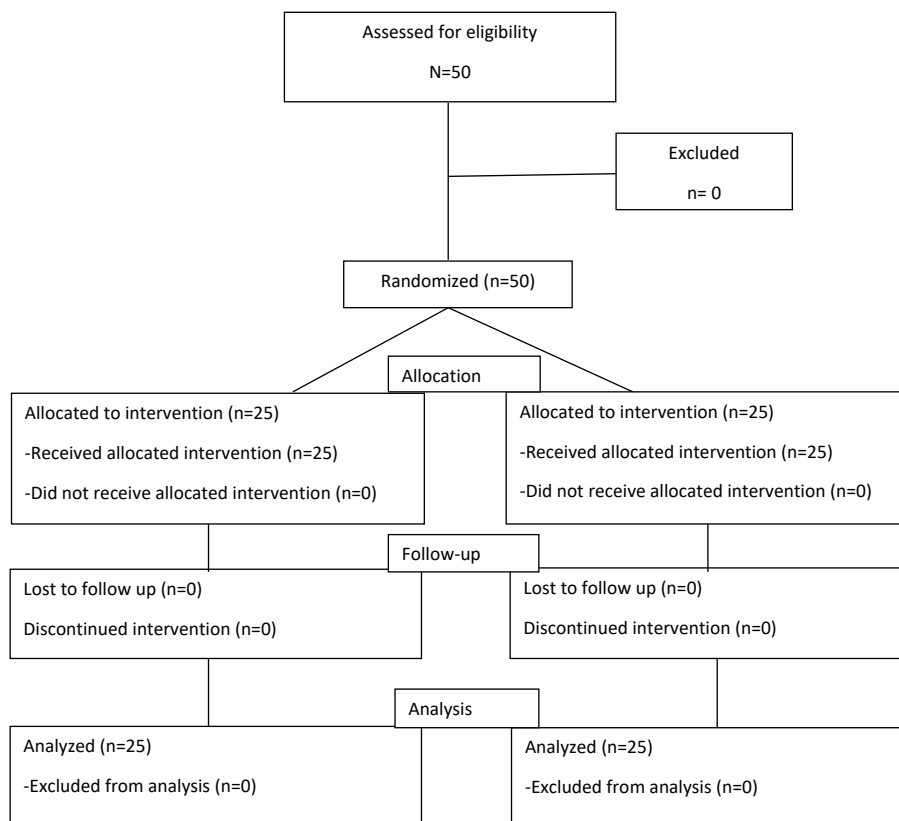 Assessed for eligibility
N=50
Excluded
n= 0
Randomized (n=50)
Allocation
Allocated to intervention (n=25)
-Received allocated intervention (n=25)
-Did not receive allocated intervention (n=0)
Allocated to intervention (n=25)
-Received allocated intervention (n=25)
-Did not receive allocated intervention (n=0)
Follow-up
Lost to follow up (n=0)
Discontinued intervention (n=0)
Lost to follow up (n=0)
Discontinued intervention (n=0)
Analysis
Analyzed (n=25)
-Excluded from analysis (n=0)
Analyzed (n=25)
-Excluded from analysis (n=0)